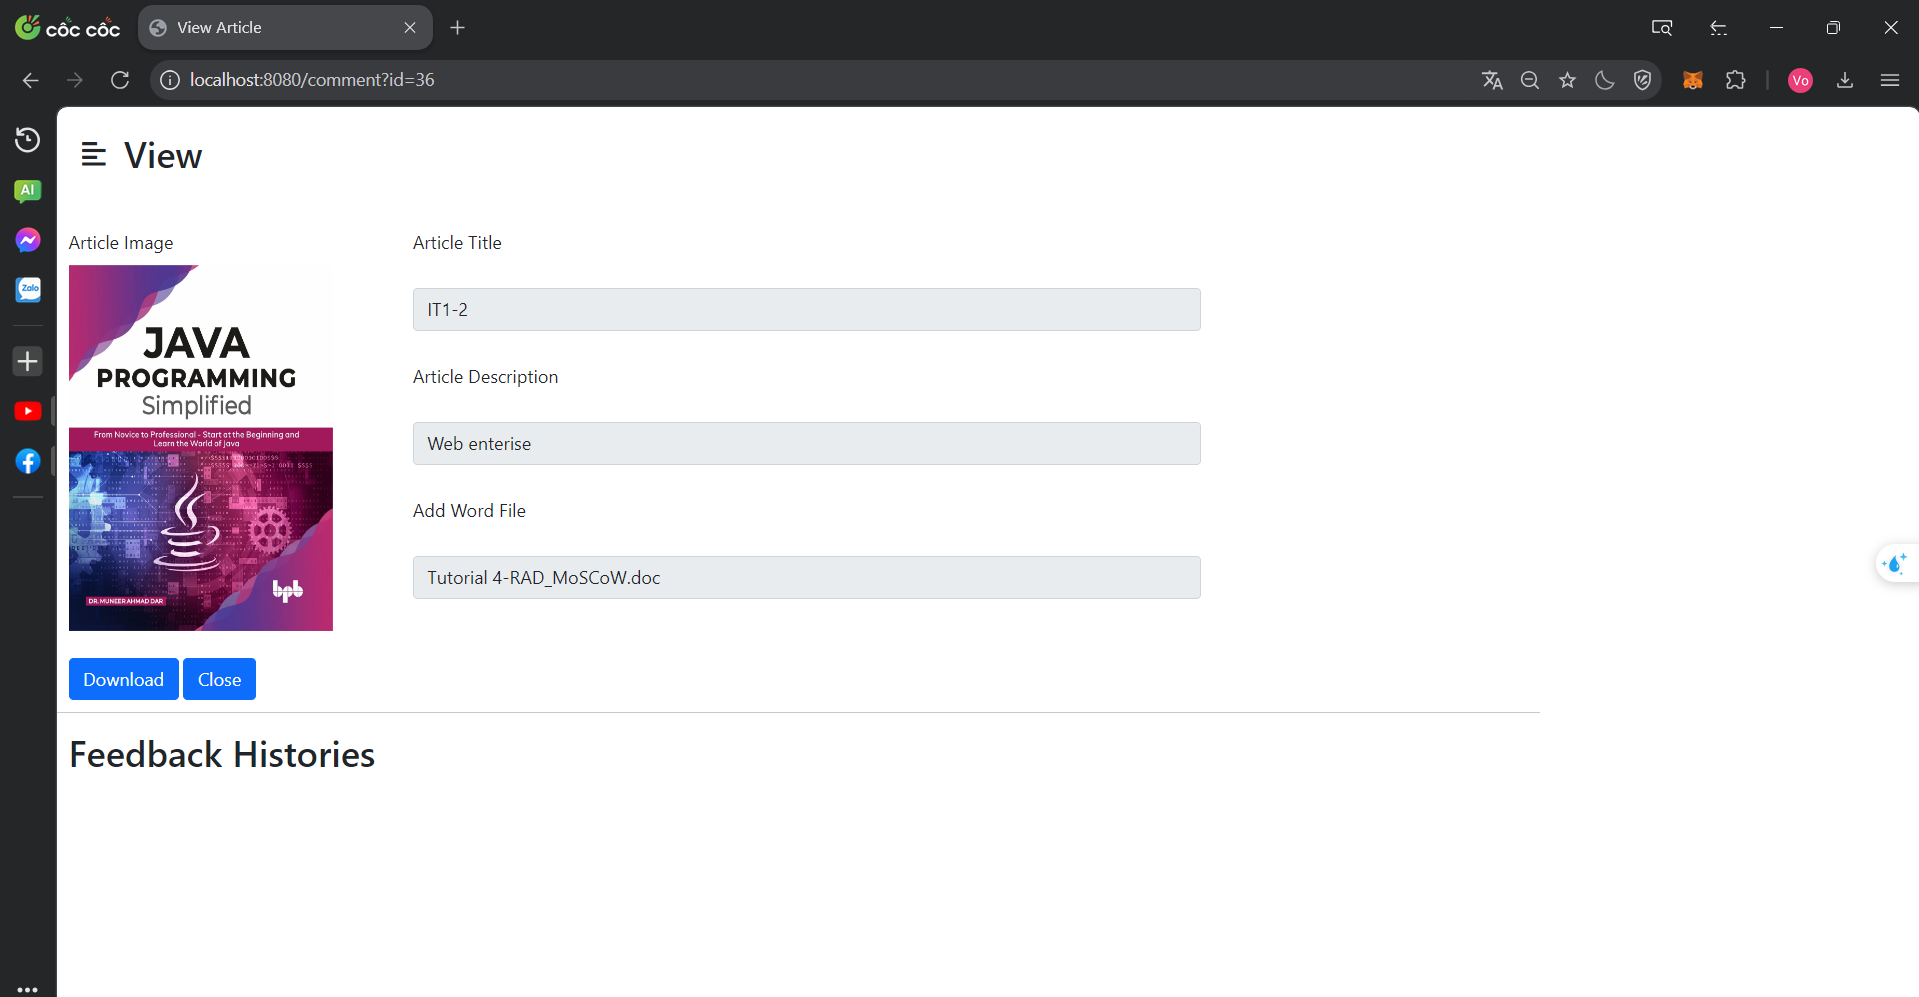 cốc cốc
View Article
localhost:8080/comment?id=36
Vo
AI
Zalo
View
Article Image
Article Title
JAVA
PROGRAMMING
Simplified
From Novice to Professional - Start at the Beginning and
Learn the World of Java
bpb
DR. MUNEER AHMAD DAR
IT1-2
Article Description
Web enterise
Add Word File
Tutorial 4-RAD_MoSCoW.doc
Download
Close
Feedback Histories